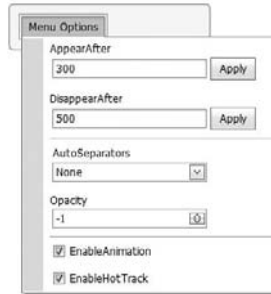 Menu Options
AppearAfter
300 Apply
DisappearAfter
500 Apply
AutoSeparators
None
Opacity
-1
EnableAnimation
EnableHotTrack